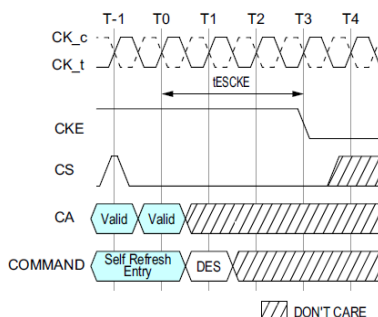 T-1 T0 T1 T2 T3 T4
CK_c
CK_t
tESCKE
CKE
CS
CA Valid Valid
COMMAND Self Refresh Entry DES
DON'T CARE